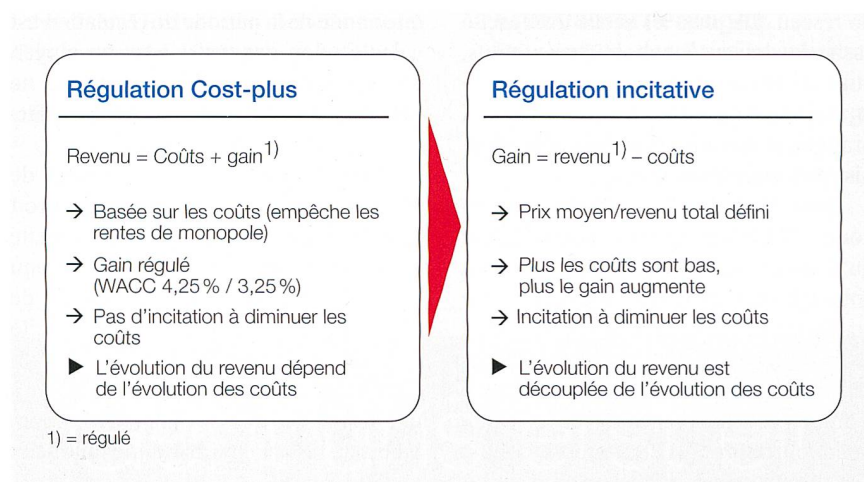 Régulation Cost-plus
Revenu = Coûts + gain1)
→ Basée sur les coûts (empêche les
rentes de monopole)
→ Gain régulé
(WACC 4,25 % / 3,25 %)
→ Pas d'incitation à diminuer les
coûts
▶ L'évolution du revenu dépend
de l'évolution des coûts
Régulation incitative
Gain = revenu1) – coûts
→ Prix moyen/revenu total défini
→ Plus les coûts sont bas,
plus le gain augmente
→ Incitation à diminuer les coûts
▶ L'évolution du revenu est
découplée de l'évolution des coûts
1) = régulé